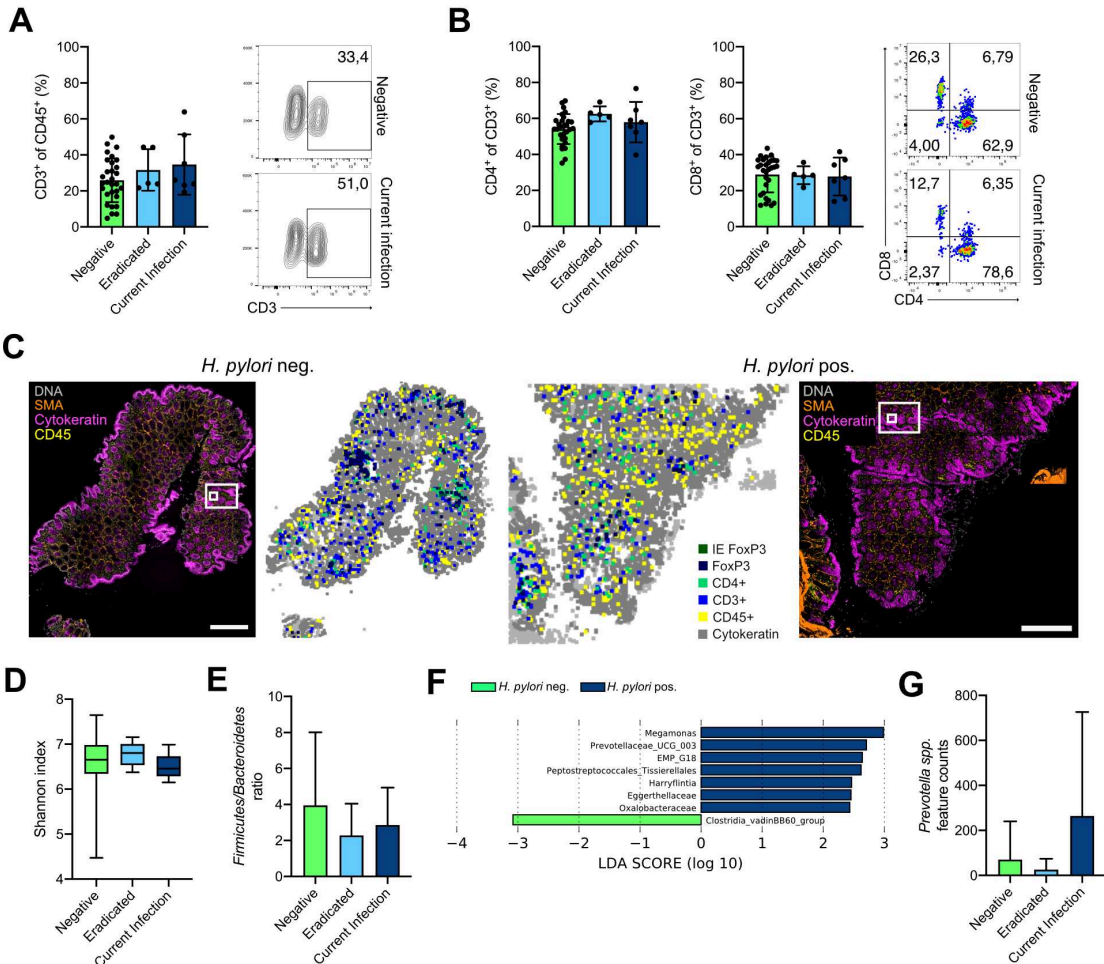 A
CD3+ of CD45+ (%)
100
80
60
40
20
0
Negative
Eradicated
Current Infection
33,4
Negative
51,0
Current infection
CD3
B
CD4+ of CD3+ (%)
100
80
60
40
20
0
Negative
Eradicated
Current Infection
CD8+ of CD3+ (%)
100
80
60
40
20
0
Negative
Eradicated
Current Infection
26,3 6,79
4,00 62,9
Negative
12,7 6,35
2,37 78,6
Current infection
CD8
CD4
C
H. pylori neg.
H. pylori pos.
DNA
SMA
Cytokeratin
CD45
IE FoxP3
FoxP3
CD4+
CD3+
CD45+
Cytokeratin
DNA
SMA
Cytokeratin
CD45
D
Shannon index
8
7
6
5
4
Negative
Eradicated
Current Infection
E
Firmicutes/Bacteroidetes
ratio
10
8
6
4
2
0
Negative
Eradicated
Current Infection
F
H. pylori neg. H. pylori pos.
Megamonas
Prevotellaceae_UCG_003
EMP_G18
Peptostreptococcales_Tissierellales
Harryflintia
Eggerthellaceae
Oxalobacteraceae
Clostridia_vadinBB60_group
−4 −3 −2 −1 0 1 2 3 4
LDA SCORE (log 10)
G
Prevotella spp.
feature counts
800
600
400
200
0
Negative
Eradicated
Current Infection